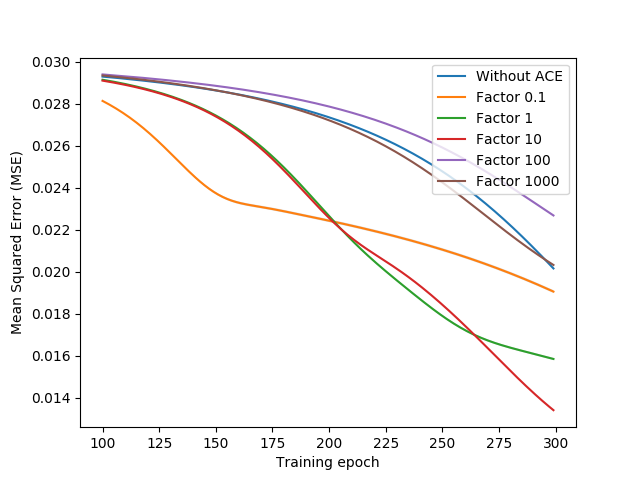 0.030
0.028
0.026
0.024
0.022
0.020
0.018
0.016
0.014
Mean Squared Error (MSE)
Without ACE
Factor 0.1
Factor 1
Factor 10
Factor 100
Factor 1000
100 125 150 175 200 225 250 275 300
Training epoch